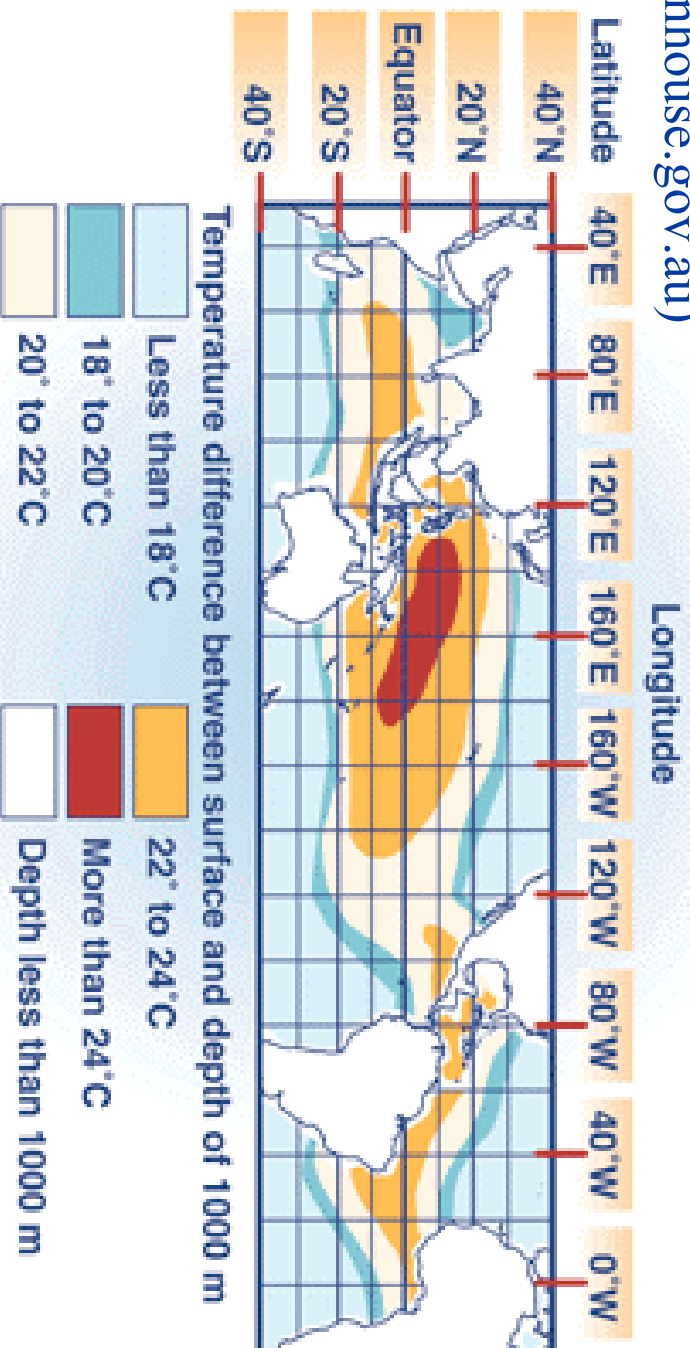 nhouse.gov.au)
Longitude
Latitude 40°E 80°E 120°E 160°E 160°W 120°W 80°W 40°W 0°W
40°N
20°N
Equator
20°S
40°S
Temperature difference between surface and depth of 1000 m
Less than 18°C 22° to 24°C
18° to 20°C More than 24°C
20° to 22°C Depth less than 1000 m